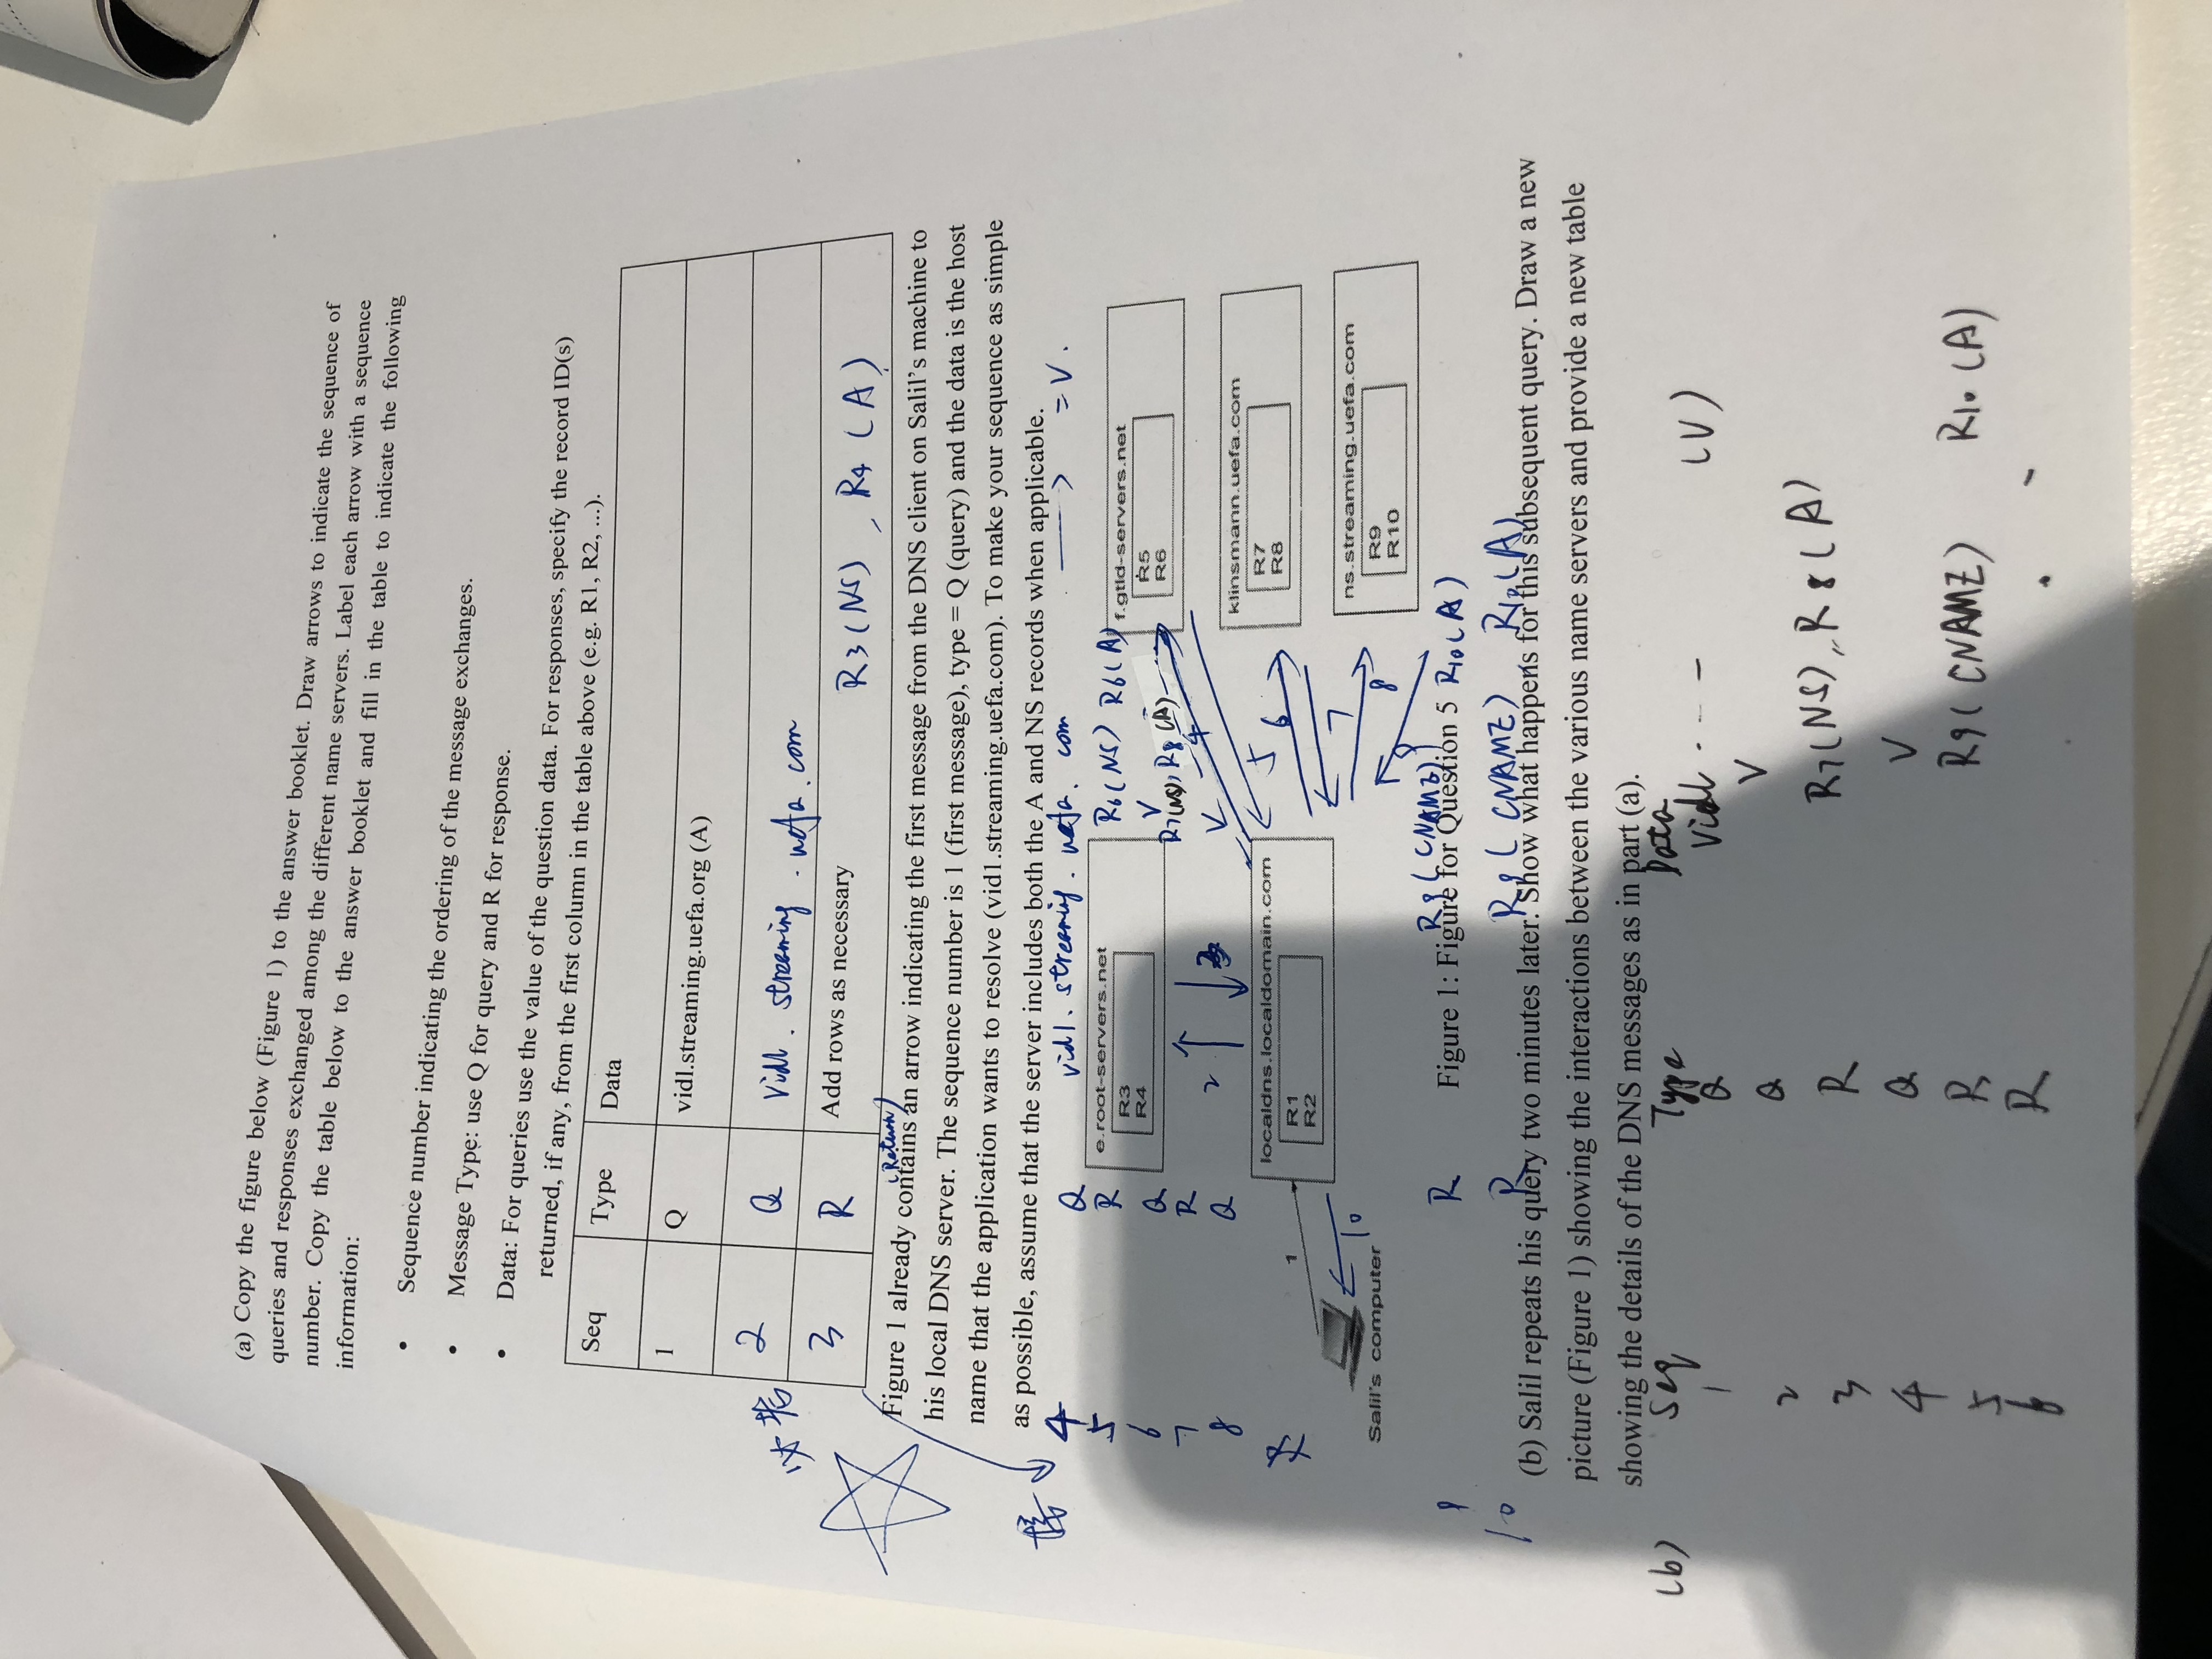 (a) Copy the figure below (Figure 1) to the answer booklet. Draw arrows to indicate the sequence of
queries and responses exchanged among the different name servers. Label each arrow with a sequence
number. Copy the table below to the answer booklet and fill in the table to indicate the following
information:
• Sequence number indicating the ordering of the message exchanges.
• Message Type: use Q for query and R for response.
• Data: For queries use the value of the question data. For responses, specify the record ID(s)
returned, if any, from the first column in the table above (e.g. R1, R2, ...).
Seq Type Data
1 Q vidl.streaming.uefa.org (A)
2 Q vidl. streaming. uefa. com
必考
3 R Add rows as necessary R3 (NS), R4 (A)
(Return)
Figure 1 already contains an arrow indicating the first message from the DNS client on Salil's machine to
his local DNS server. The sequence number is 1 (first message), type = Q (query) and the data is the host
name that the application wants to resolve (vid1.streaming.uefa.com). To make your sequence as simple
as possible, assume that the server includes both the A and NS records when applicable.
接
4 Q vid1. streaming. uefa. com → = V.
5 R R6(NS) R6(A)
6 Q V
7 R R7(NS), R8 (A)
8 Q V
e.root-servers.net
R3
R4
f.gtld-servers.net
R5
R6
2 3 4 5
klinsmann.uefa.com
R7
R8
localdns.localdomain.com
R1
R2
1 10 6 7 8
ns.streaming.uefa.com
R9
R10
Salil's computer
9 R R9 (CNAME) R10 (A)
Figure 1: Figure for Question 5
10 R R9 (CNAME), R10 (A)
(b) Salil repeats his query two minutes later. Show what happens for this subsequent query. Draw a new
picture (Figure 1) showing the interactions between the various name servers and provide a new table
showing the details of the DNS messages as in part (a).
(b) Seq Type Data
1 Q vidl . - - (V)
2 Q V
3 R R7(NS), R8 (A)
4 Q V
5 R R9 (CNAME) R10 (A)
6 R